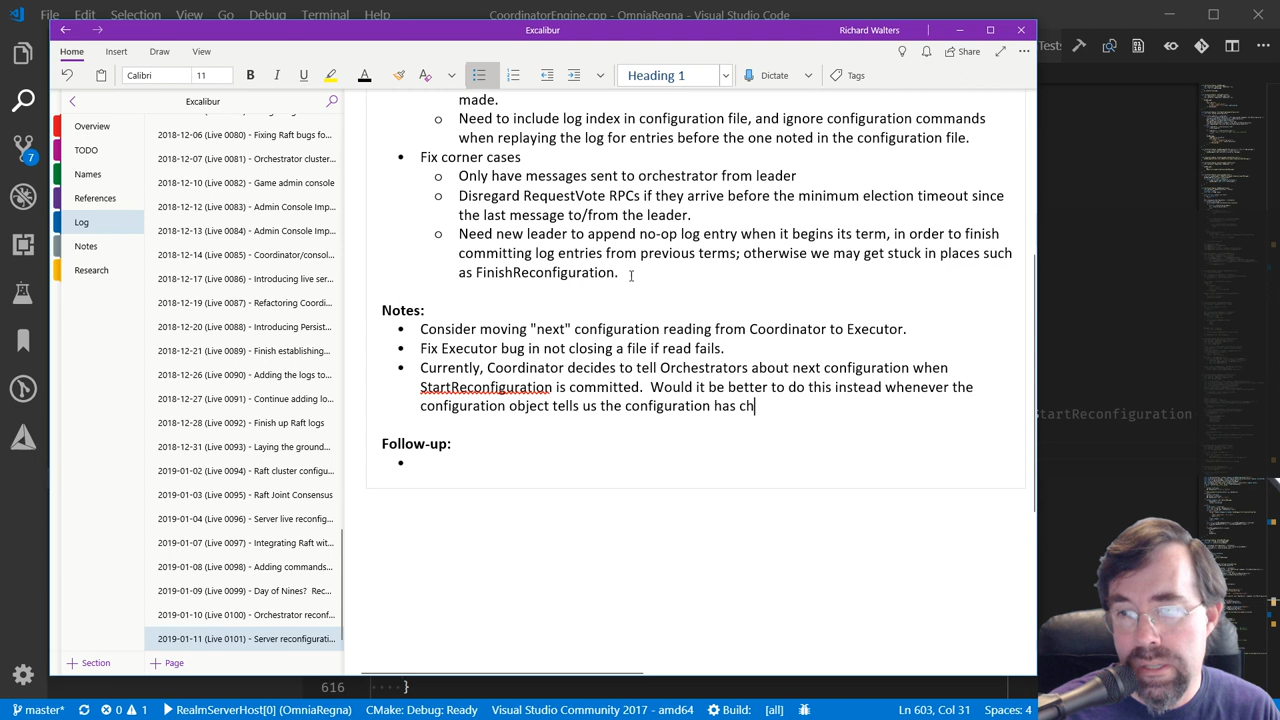 File Edit Selection View Go Debug Terminal Help CoordinatorEngine.cpp - OmniaRegna - Visual Studio Code
Excalibur Richard Walters
Home Insert Draw View Share
Calibri 11 B I U A Heading 1 Dictate Tags
Excalibur
Overview
TODO
Names
References
Log
Notes
Research
2018-12-06 (Live 0080) - Fixing Raft bugs fo...
2018-12-07 (Live 0081) - Orchestrator cluster...
2018-12-10 (Live 0082) - Game admin console
2018-12-12 (Live 0083) - Admin Console Imp...
2018-12-13 (Live 0084) - Admin Console Imp...
2018-12-14 (Live 0085) - Coordinator/consol...
2018-12-17 (Live 0086) - Introducing live ser...
2018-12-19 (Live 0087) - Refactoring Coordi...
2018-12-20 (Live 0088) - Introducing Persist...
2018-12-21 (Live 0089) - Finish establishing...
2018-12-24 (Live 0090) - Adding the logs to...
2018-12-27 (Live 0091) - Continue adding lo...
2018-12-28 (Live 0092) - Finish up Raft logs
2018-12-31 (Live 0093) - Laying the ground...
2019-01-02 (Live 0094) - Raft cluster configu...
2019-01-03 (Live 0095) - Raft Joint Consensus
2019-01-04 (Live 0096) - Server live reconfig...
2019-01-07 (Live 0097) - Integrating Raft wit...
2019-01-08 (Live 0098) - Adding commands...
2019-01-09 (Live 0099) - Day of Nines? Rec...
2019-01-10 (Live 0100) - Orchestrator reconf...
2019-01-11 (Live 0101) - Server reconfigurati...
Section Page
made.
o Need to include log index in configuration file, and ignore configuration commands
when replaying the log for entries before the one noted in the configuration file.
• Fix corner cases
o Only have messages sent to orchestrator from leader
o Disregard RequestVote RPCs if they arrive before the minimum election timeout since
the last message to/from the leader.
o Need new leader to append no-op log entry when it begins its term, in order to finish
committing log entries from previous terms; otherwise we may get stuck in places such
as FinishReconfiguration.
Notes:
• Consider moving "next" configuration reading from Coordinator to Executor.
• Fix Executor bug in not closing a file if read fails.
• Currently, Coordinator decides to tell Orchestrators about next configuration when
StartReconfiguration is committed. Would it be better to do this instead whenever the
configuration object tells us the configuration has ch
Follow-up:
•
7
Tests
StartReconfiguration
616 }
master* 0 1 RealmServerHost[0] (OmniaRegna) CMake: Debug: Ready Visual Studio Community 2017 - amd64 Build: [all] Ln 603, Col 31 Spaces: 4